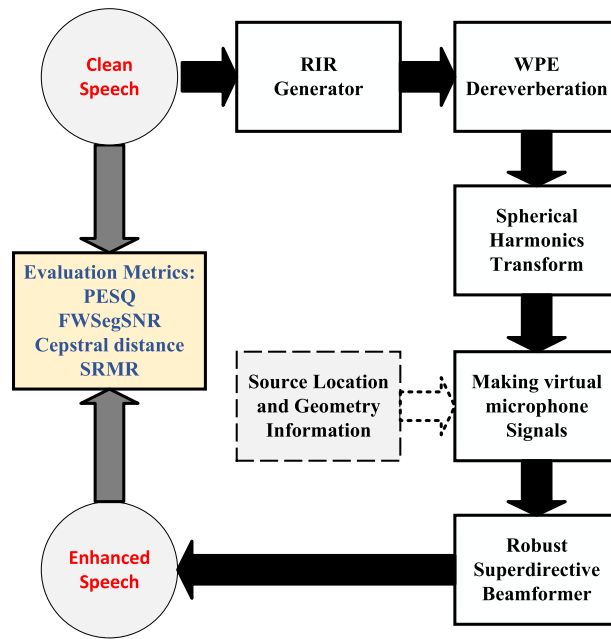 Clean
Speech
RIR
Generator
WPE
Dereverberation
Spherical
Harmonics
Transform
Evaluation Metrics:
PESQ
FWSegSNR
Cepstral distance
SRMR
Source Location
and Geometry
Information
Making virtual
microphone
Signals
Enhanced
Speech
Robust
Superdirective
Beamformer